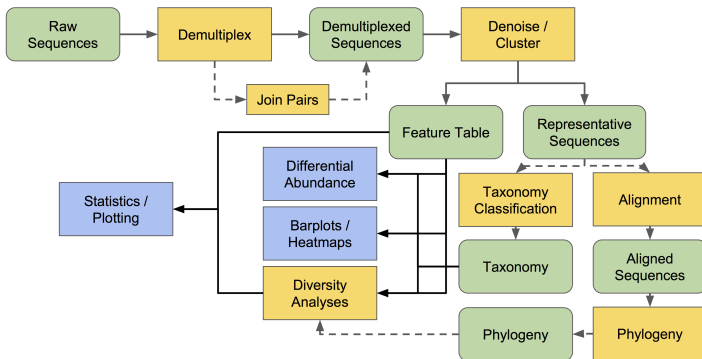 Raw
Sequences
Demultiplex
Demultiplexed
Sequences
Denoise /
Cluster
Join Pairs
Feature Table
Representative
Sequences
Differential
Abundance
Statistics /
Plotting
Taxonomy
Classification
Alignment
Barplots /
Heatmaps
Taxonomy
Aligned
Sequences
Diversity
Analyses
Phylogeny
Phylogeny